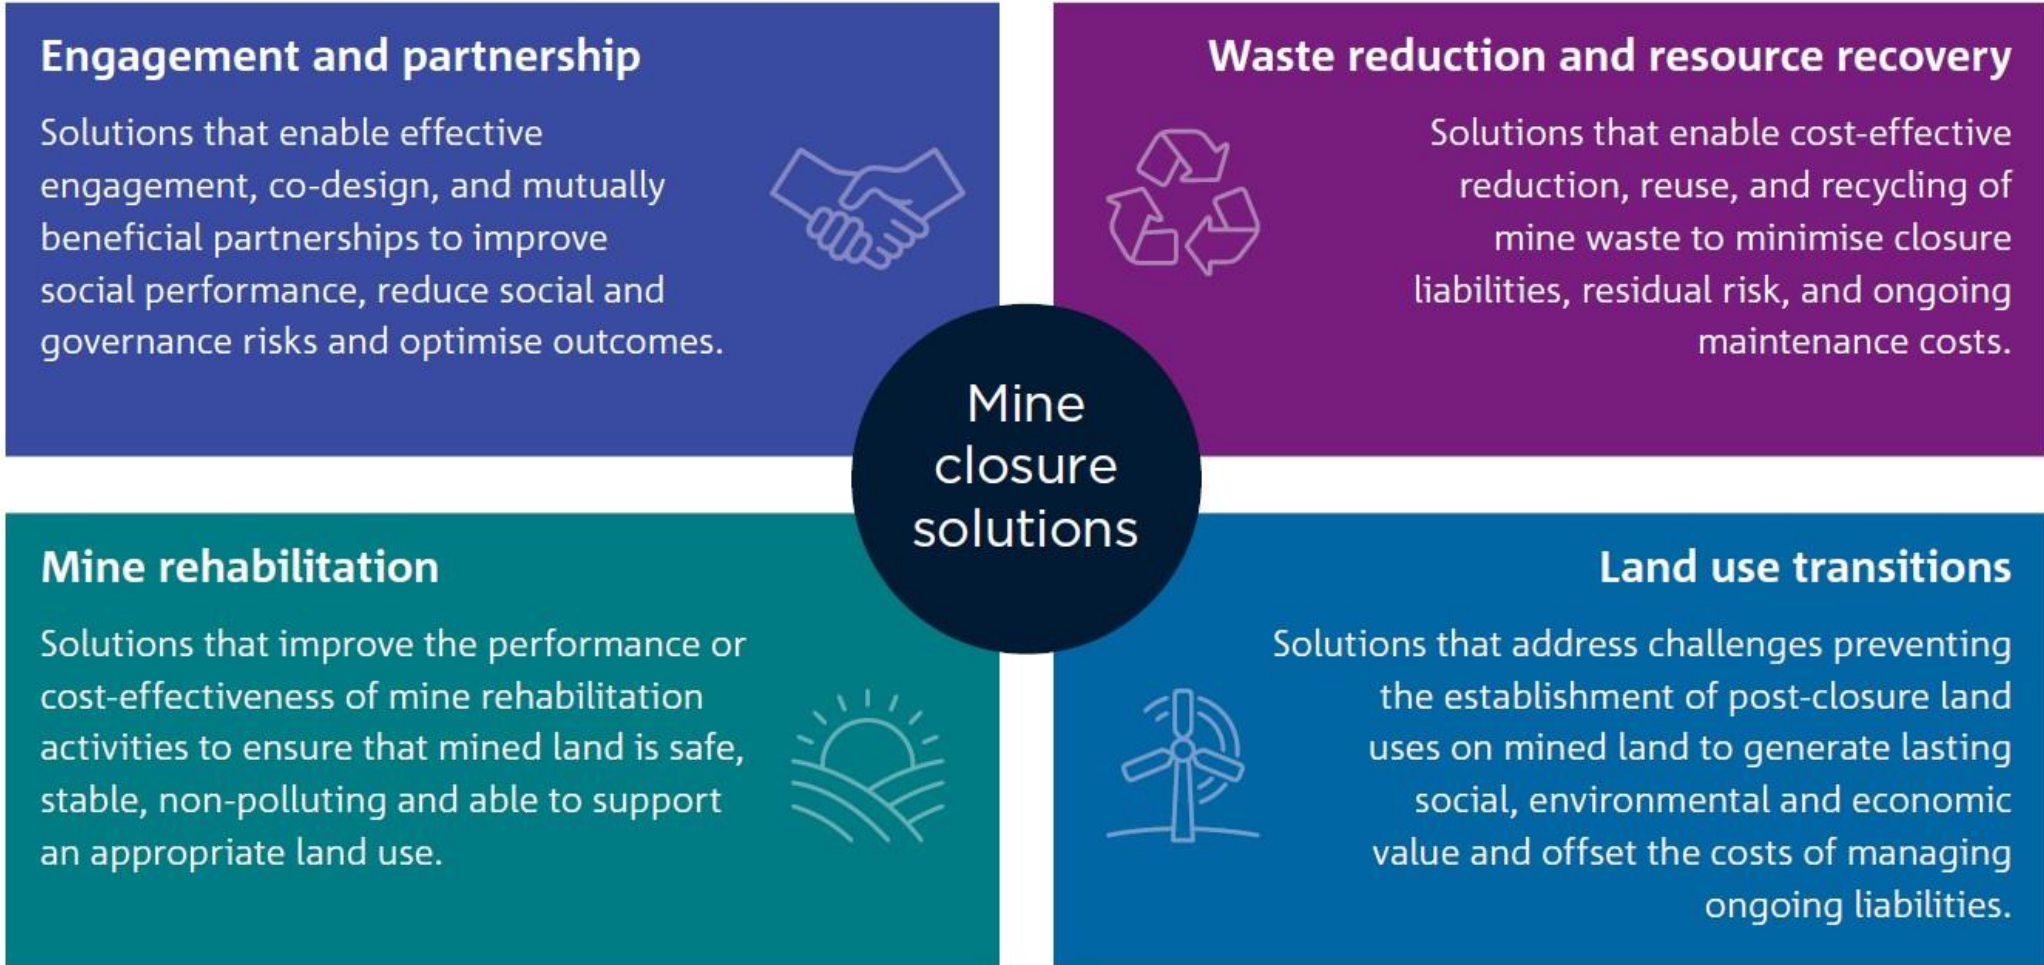 Engagement and partnership
Solutions that enable effective
engagement, co-design, and mutually
beneficial partnerships to improve
social performance, reduce social and
governance risks and optimise outcomes.
Waste reduction and resource recovery
Solutions that enable cost-effective
reduction, reuse, and recycling of
mine waste to minimise closure
liabilities, residual risk, and ongoing
maintenance costs.
Mine
closure
solutions
Mine rehabilitation
Solutions that improve the performance or
cost-effectiveness of mine rehabilitation
activities to ensure that mined land is safe,
stable, non-polluting and able to support
an appropriate land use.
Land use transitions
Solutions that address challenges preventing
the establishment of post-closure land
uses on mined land to generate lasting
social, environmental and economic
value and offset the costs of managing
ongoing liabilities.